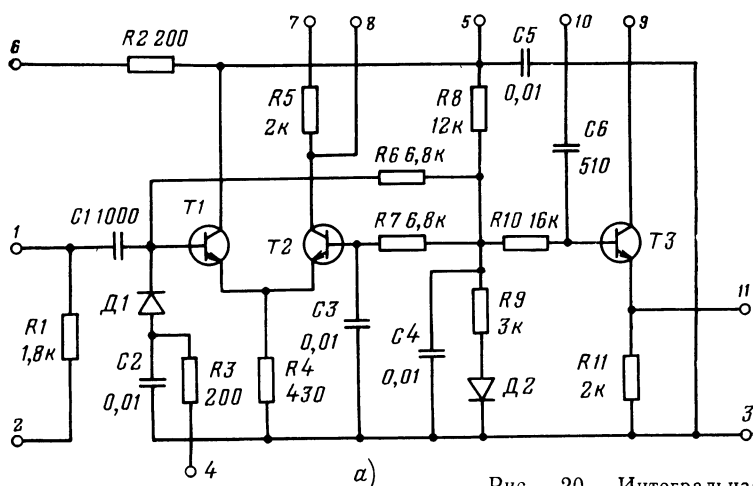 7
8
5
10
9
6
R2 200
C5
0,01
R5
2к
R8
12к
C6
510
R6 6,8к
C1 1000
T1
T2
R7 6,8к
R10 16к
T3
1
Д1
R1
1,8к
C2
0,01
R3
200
R4
430
C3
0,01
C4
0,01
R9
3к
Д2
R11
2к
11
2
3
4
а)
Рис. 20. Интегральна